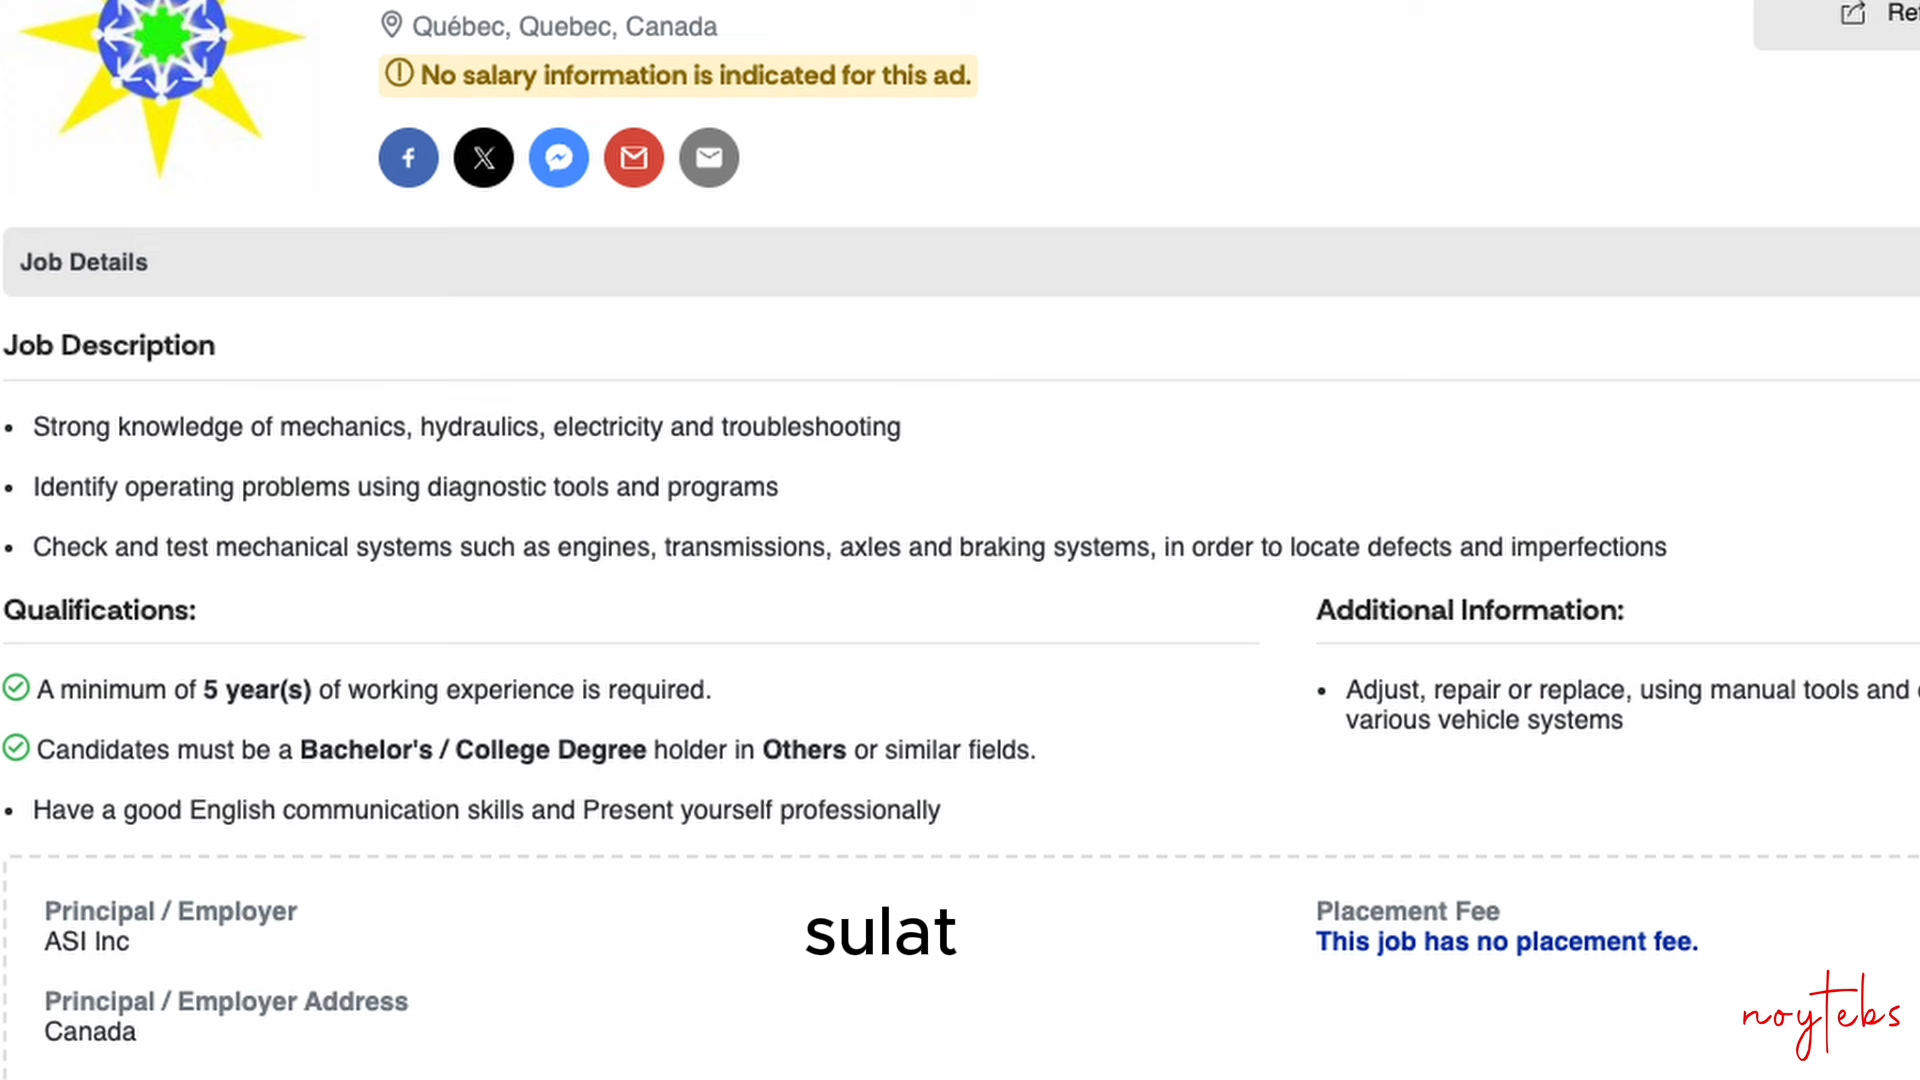 Québec, Quebec, Canada
No salary information is indicated for this ad.
Job Details
Job Description
• Strong knowledge of mechanics, hydraulics, electricity and troubleshooting
• Identify operating problems using diagnostic tools and programs
• Check and test mechanical systems such as engines, transmissions, axles and braking systems, in order to locate defects and imperfections
Qualifications:
A minimum of 5 year(s) of working experience is required.
Candidates must be a Bachelor's / College Degree holder in Others or similar fields.
• Have a good English communication skills and Present yourself professionally
Additional Information:
• Adjust, repair or replace, using manual tools and
various vehicle systems
Principal / Employer
ASI Inc
Principal / Employer Address
Canada
sulat
Placement Fee
This job has no placement fee.
noytebs